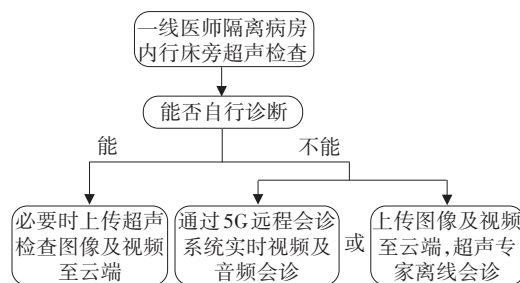 一线医师隔离病房
内行床旁超声检查
能否自行诊断
能
不能
必要时上传超声
检查图像及视频
至云端
通过5G远程会诊
系统实时视频及
音频会诊
或
上传图像及视频
至云端,超声专
家离线会诊